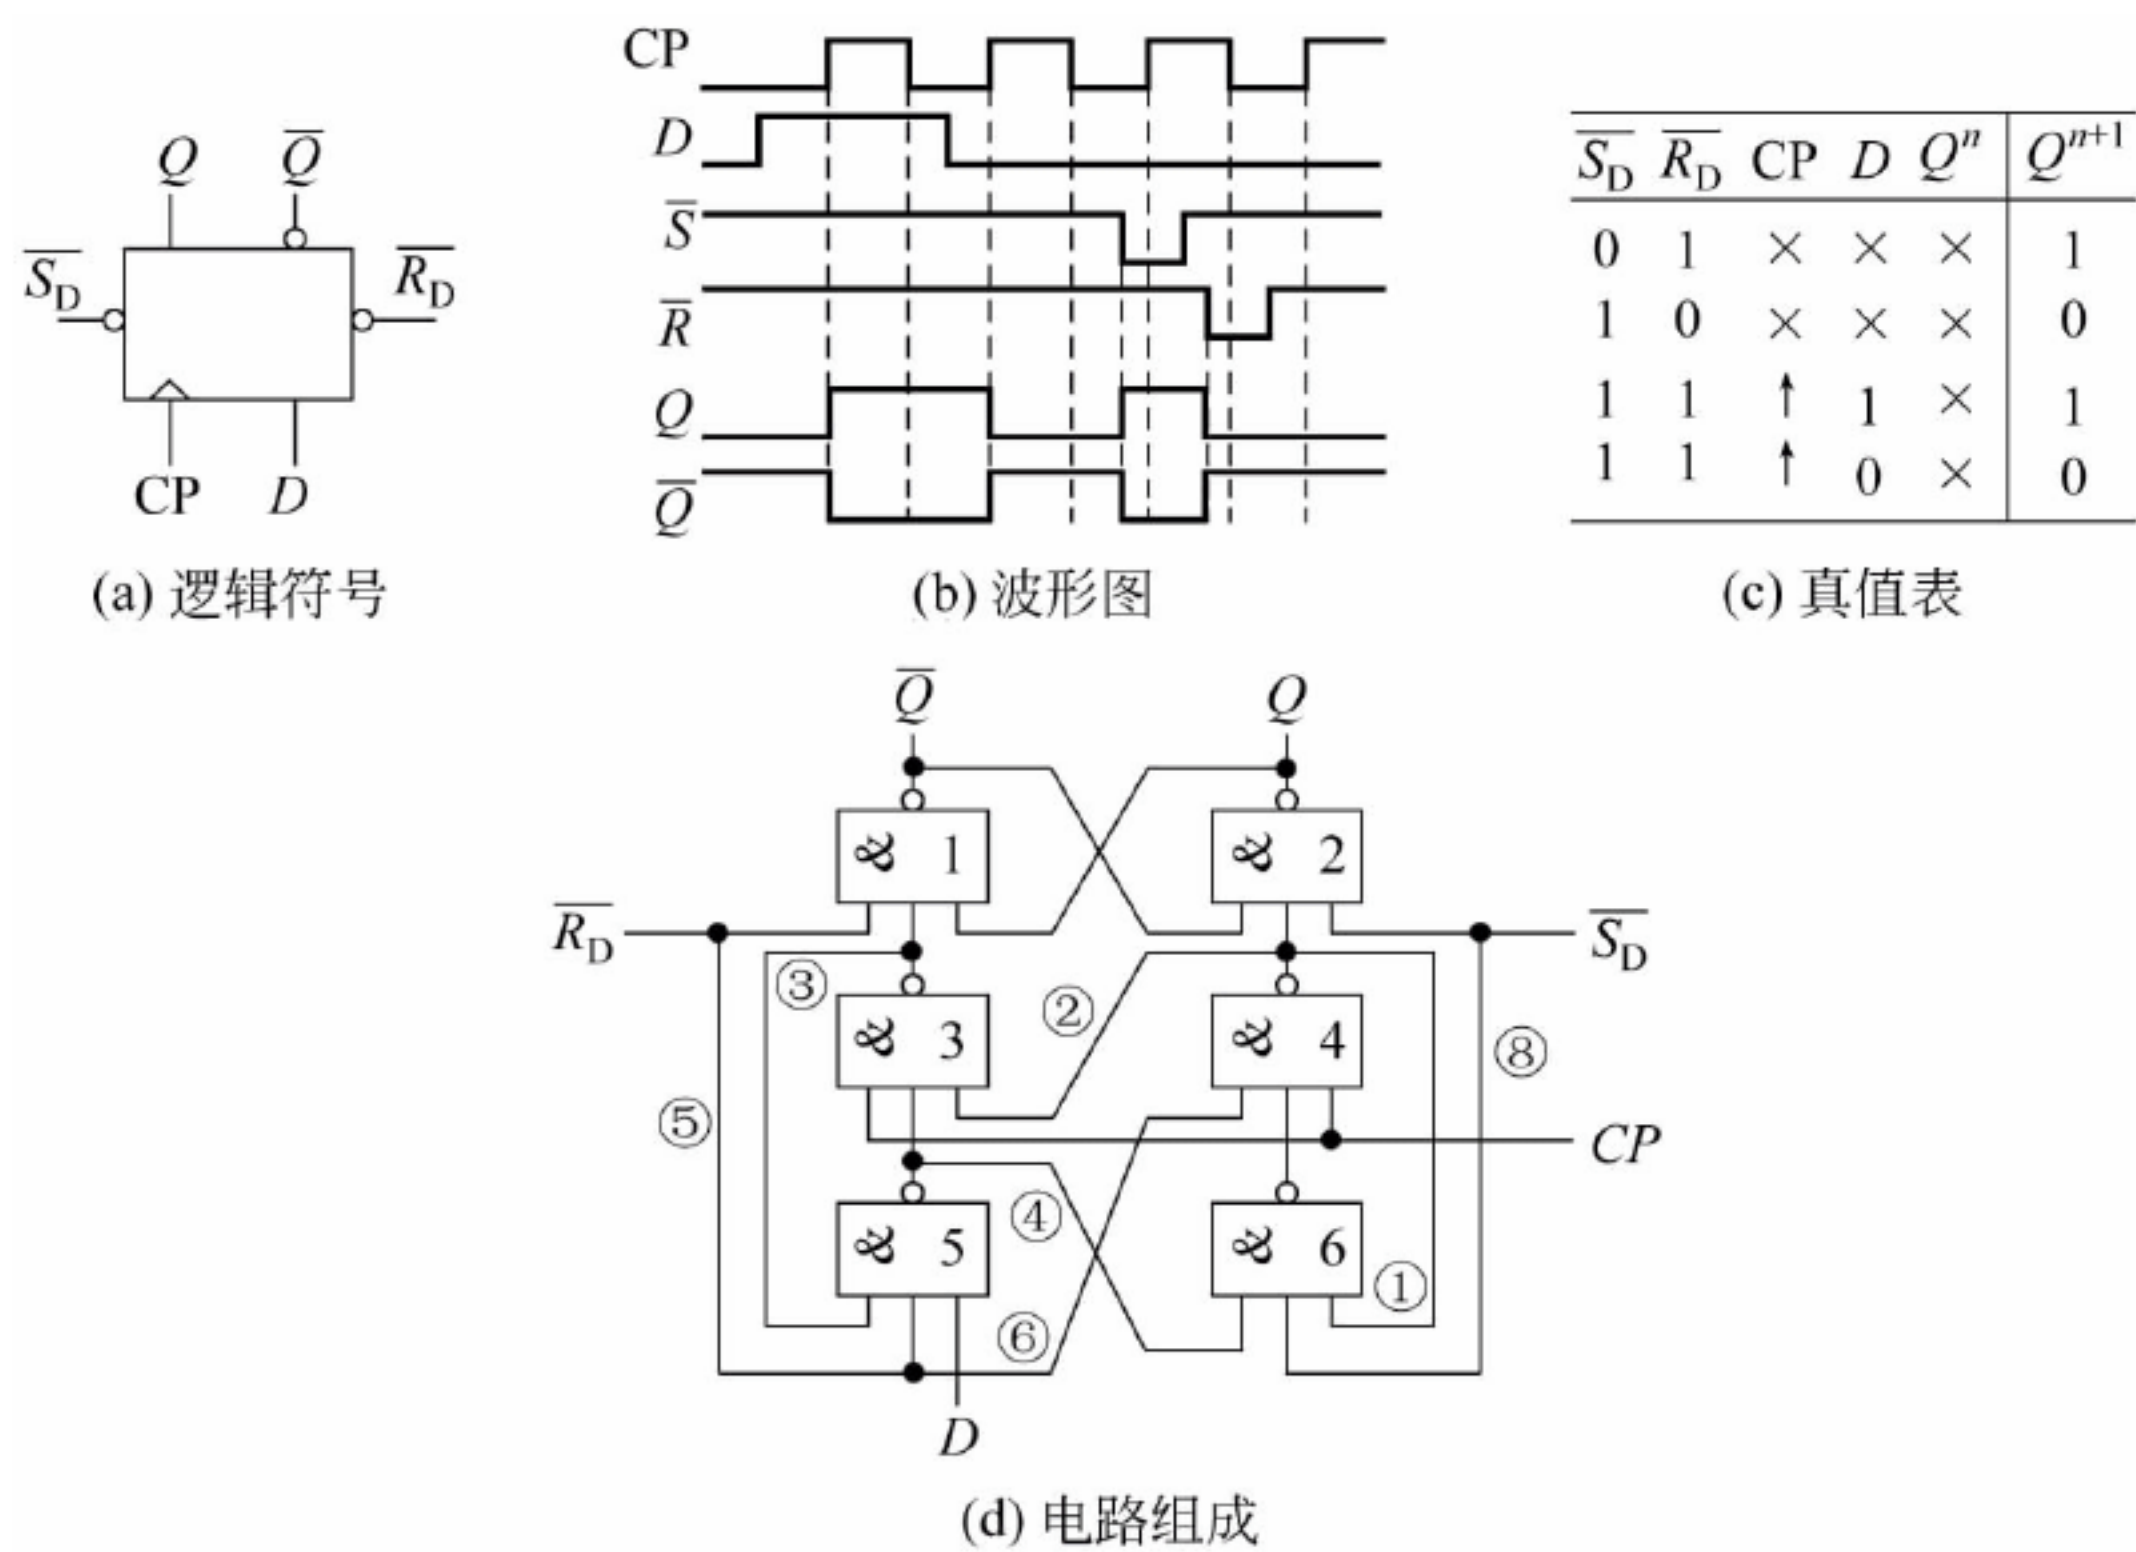 Q Q̅
S̅D̅ R̅D̅
CP D
(a) 逻辑符号
CP
D
S̅
R̅
Q
Q̅
(b) 波形图
S̅D̅ R̅D̅ CP D Qⁿ Qⁿ⁺¹
0 1 × × × 1
1 0 × × × 0
1 1 ↑ 1 × 1
1 1 ↑ 0 × 0
(c) 真值表
Q̅ Q
& 1 & 2
R̅D̅ S̅D̅
③ ② ⑧
& 3 & 4
⑤ CP
④
& 5 & 6
⑥ ①
D
(d) 电路组成